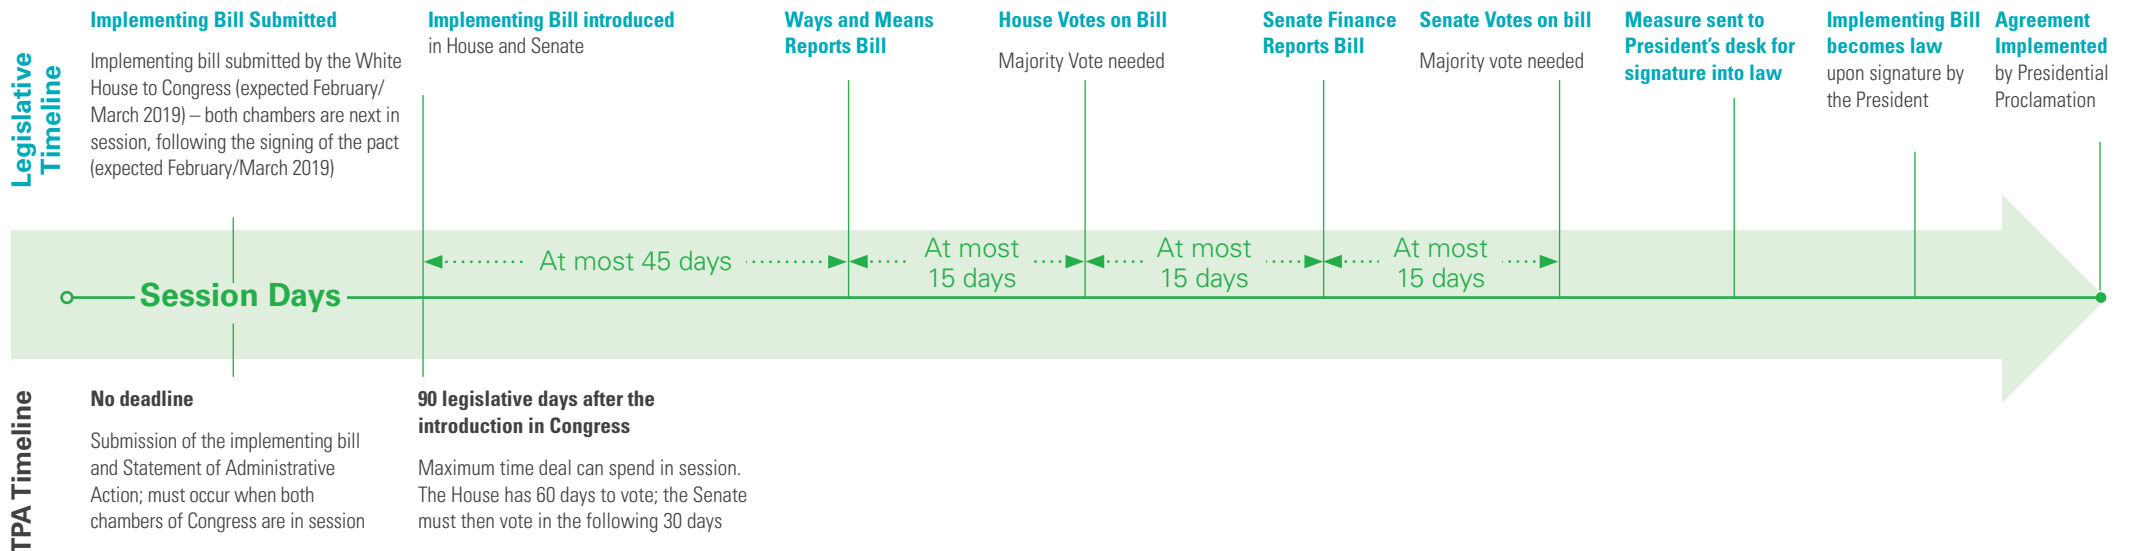 Legislative
Timeline
Implementing Bill Submitted
Implementing bill submitted by the White
House to Congress (expected February/
March 2019) – both chambers are next in
session, following the signing of the pact
(expected February/March 2019)
Implementing Bill introduced
in House and Senate
Ways and Means
Reports Bill
House Votes on Bill
Majority Vote needed
Senate Finance
Reports Bill
Senate Votes on bill
Majority vote needed
Measure sent to
President’s desk for
signature into law
Implementing Bill
becomes law
upon signature by
the President
Agreement
Implemented
by Presidential
Proclamation
Session Days
At most 45 days
At most
15 days
At most
15 days
At most
15 days
TPA Timeline
No deadline
Submission of the implementing bill
and Statement of Administrative
Action; must occur when both
chambers of Congress are in session
90 legislative days after the
introduction in Congress
Maximum time deal can spend in session.
The House has 60 days to vote; the Senate
must then vote in the following 30 days